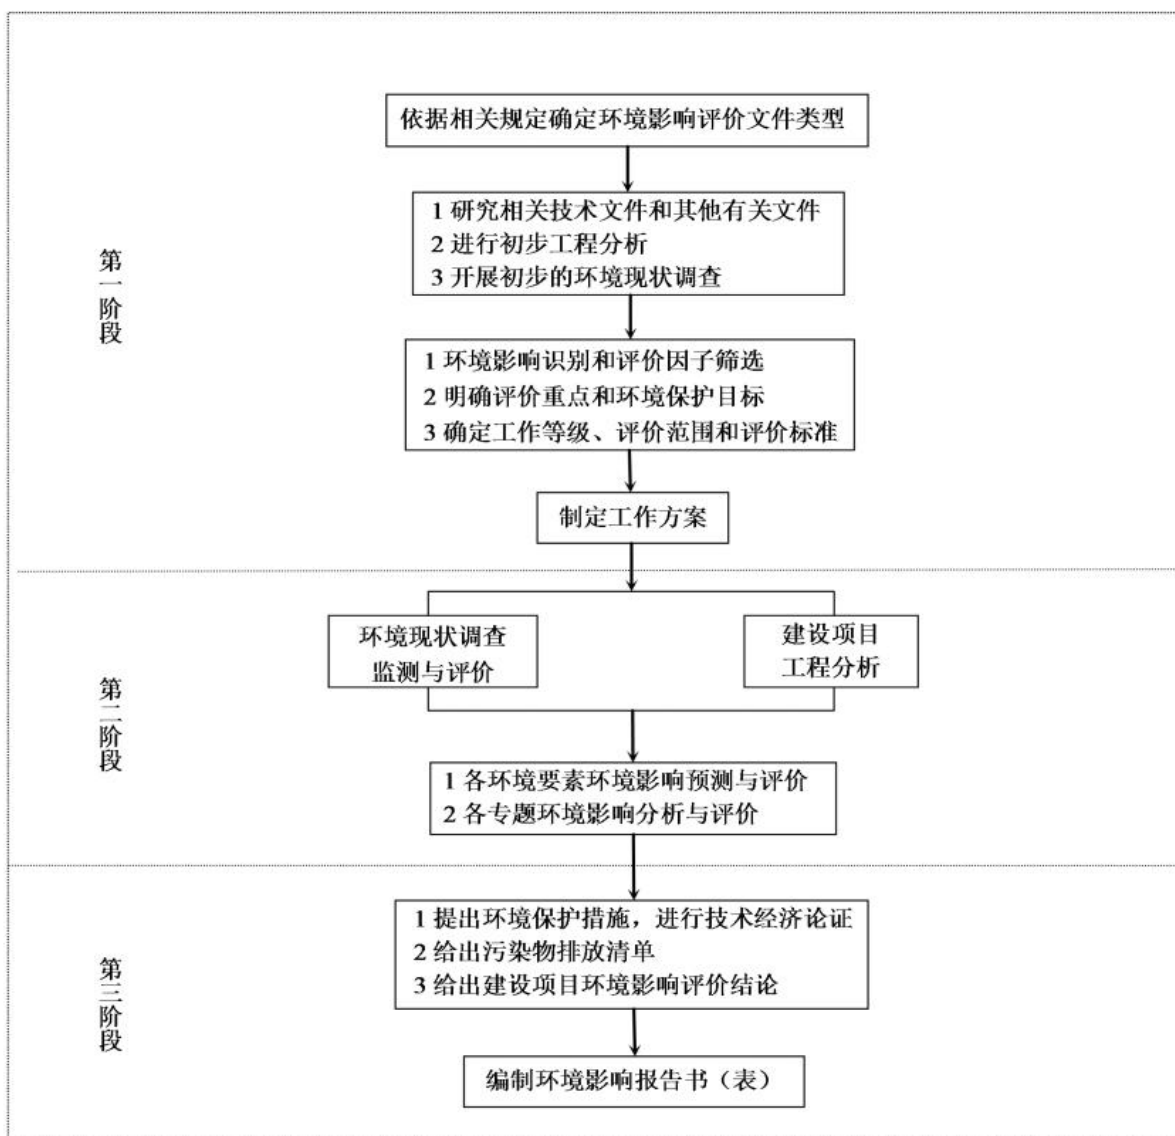 依据相关规定确定环境影响评价文件类型
1 研究相关技术文件和其他有关文件
2 进行初步工程分析
3 开展初步的环境现状调查
第一阶段
1 环境影响识别和评价因子筛选
2 明确评价重点和环境保护目标
3 确定工作等级、评价范围和评价标准
制定工作方案
环境现状调查
监测与评价
建设项目
工程分析
第二阶段
1 各环境要素环境影响预测与评价
2 各专题环境影响分析与评价
1 提出环境保护措施，进行技术经济论证
2 给出污染物排放清单
3 给出建设项目环境影响评价结论
第三阶段
编制环境影响报告书（表）